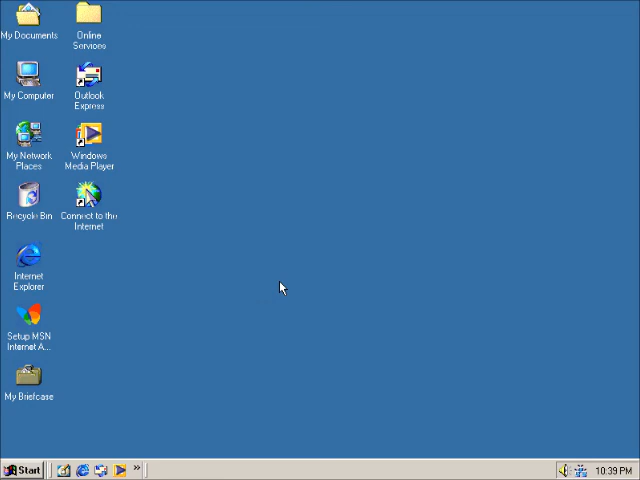 My Documents
Online
Services
My Computer
Outlook
Express
My Network
Places
Windows
Media Player
Recycle Bin
Connect to the
Internet
Internet
Explorer
Setup MSN
Internet A...
My Briefcase
Start
10:39 PM